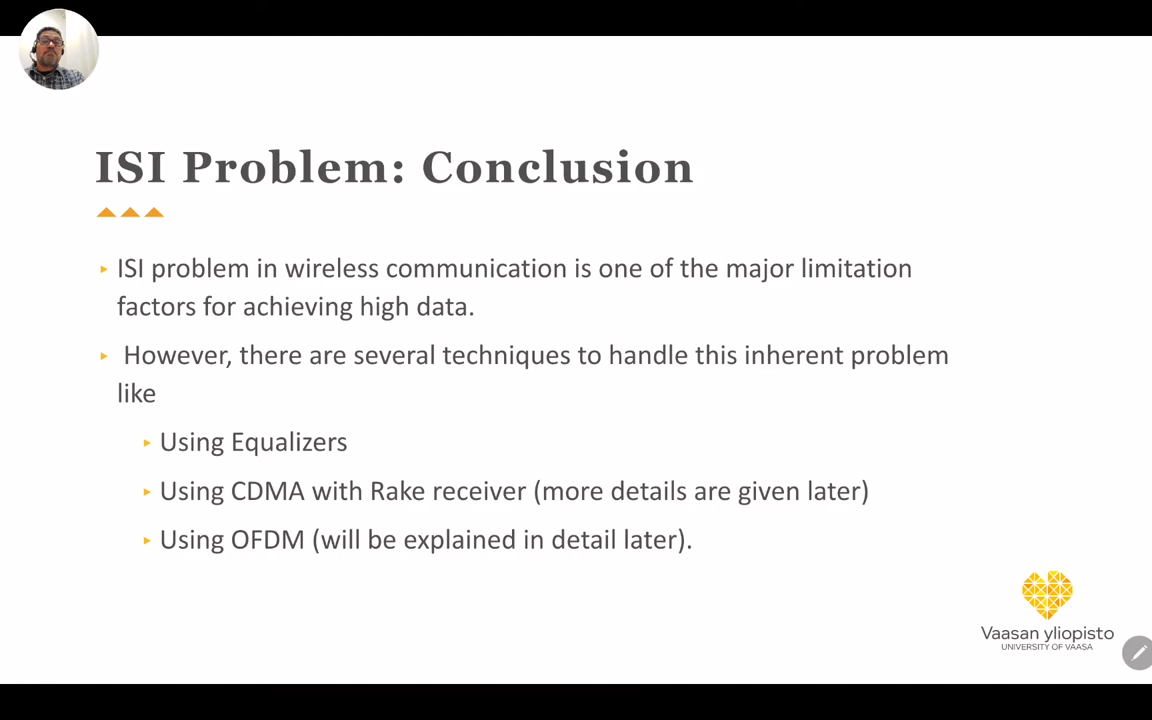 ISI Problem: Conclusion
ISI problem in wireless communication is one of the major limitation
factors for achieving high data.
However, there are several techniques to handle this inherent problem
like
Using Equalizers
Using CDMA with Rake receiver (more details are given later)
Using OFDM (will be explained in detail later).
Vaasan yliopisto
UNIVERSITY OF VAASA